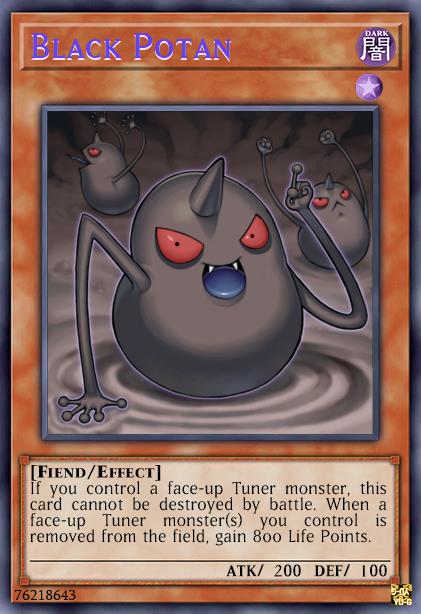 Black Potan
DARK
闇
[Fiend/Effect]
If you control a face-up Tuner monster, this
card cannot be destroyed by battle. When a
face-up Tuner monster(s) you control is
removed from the field, gain 800 Life Points.
ATK/ 200 DEF/ 100
76218643